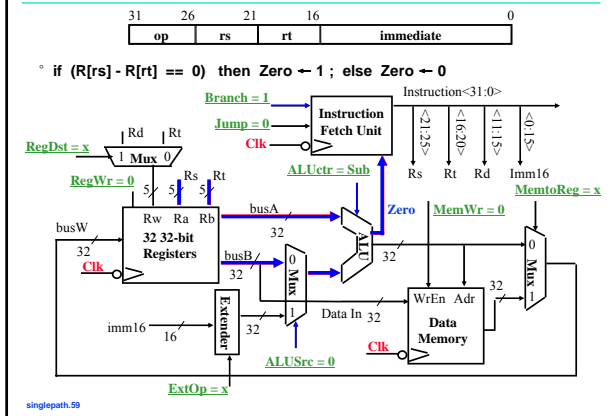 31 26 21 16 0
op rs rt immediate
° if (R[rs] - R[rt] == 0) then Zero ← 1 ; else Zero ← 0
Branch = 1
Instruction<31:0>
Jump = 0
Instruction
Fetch Unit
Clk
<21:25>
<16:20>
<11:15>
<0:15>
Rs Rt Rd Imm16
Rd Rt
RegDst = x
1 Mux 0
RegWr = 0
5 5 5
Rs Rt
ALUctr = Sub
MemtoReg = x
Zero
MemWr = 0
busW
32
Rw Ra Rb
32 32-bit
Registers
Clk
busA
32
busB
32
0
Mux
1
ALU
32
0
Mux
1
32
imm16
16
Extender
32
Data In 32
WrEn Adr
Data
Memory
Clk
ALUSrc = 0
ExtOp = x
singlepath.59